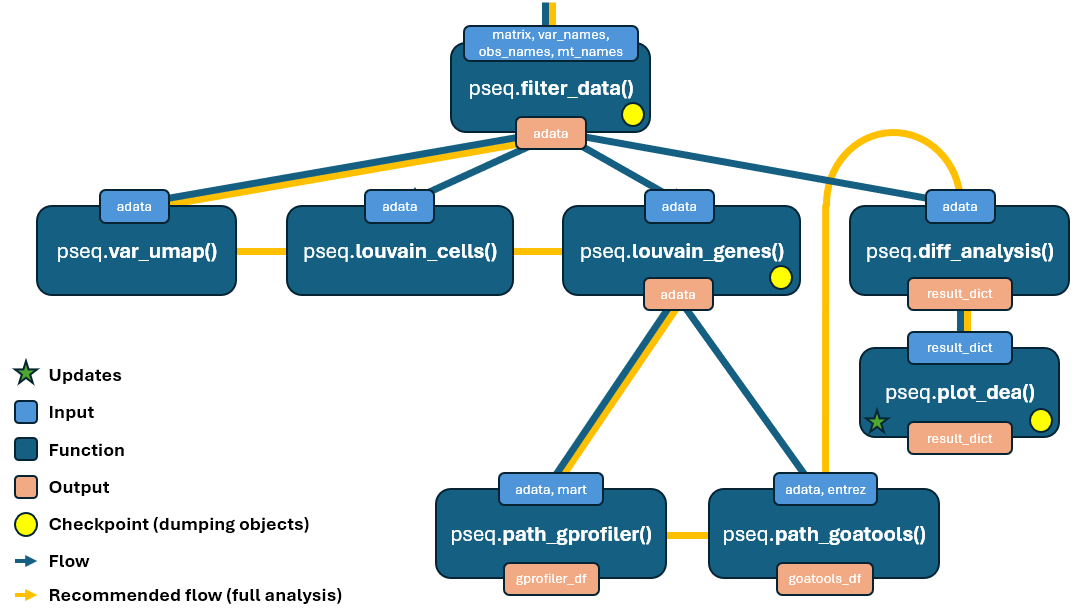 matrix, var_names,
obs_names, mt_names
pseq.filter_data()
adata
adata
pseq.var_umap()
adata
pseq.louvain_cells()
adata
pseq.louvain_genes()
adata
adata
pseq.diff_analysis()
result_dict
result_dict
pseq.plot_dea()
result_dict
Updates
Input
Function
Output
Checkpoint (dumping objects)
Flow
Recommended flow (full analysis)
adata, mart
pseq.path_gprofiler()
gprofiler_df
adata, entrez
pseq.path_goatools()
goatools_df